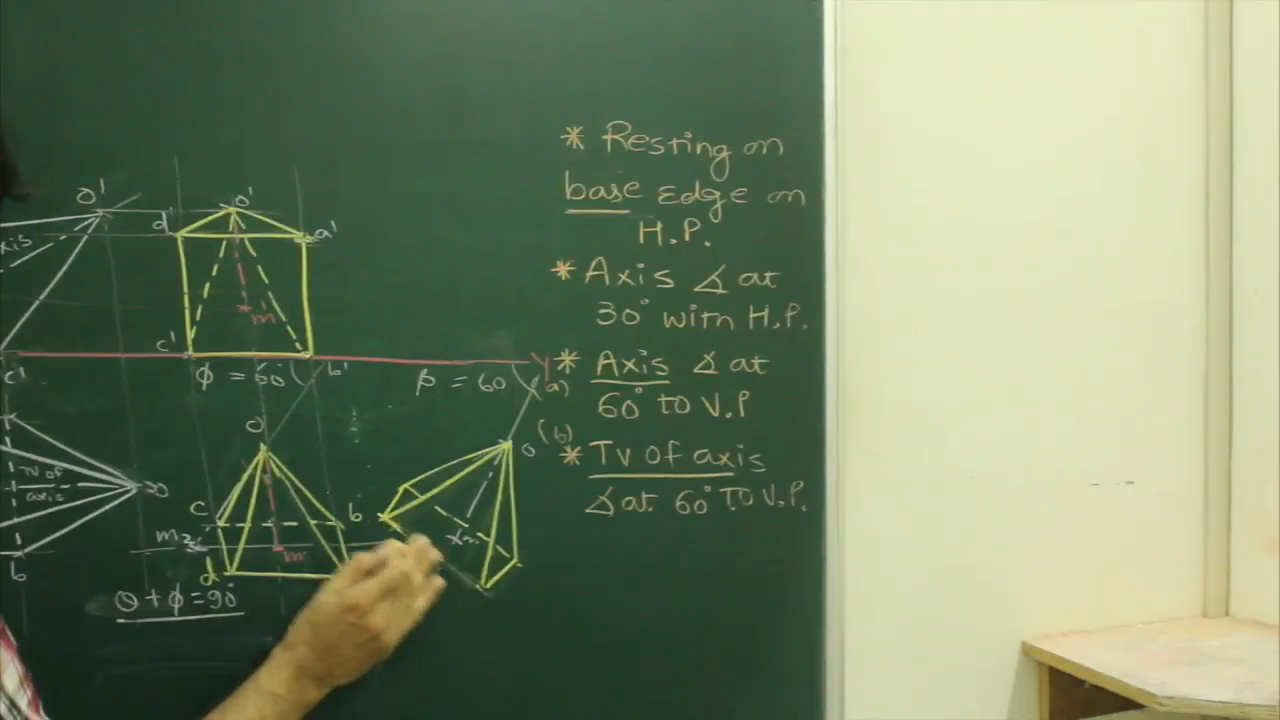 * Resting on
base Edge on
H.P.
* Axis ∡ at
30° with H.P.
* Axis ∡ at
60° TO V.P
* Tv of axis
∡ at 60° TO V.P.
o'
d'
o'
a'
axis
m'
c'
c'
b'
Y
ϕ = 60°
β = 60
(a)
o
(b)
o
TV of
axis
o
c
b
m
d
b
θ + ϕ = 90°